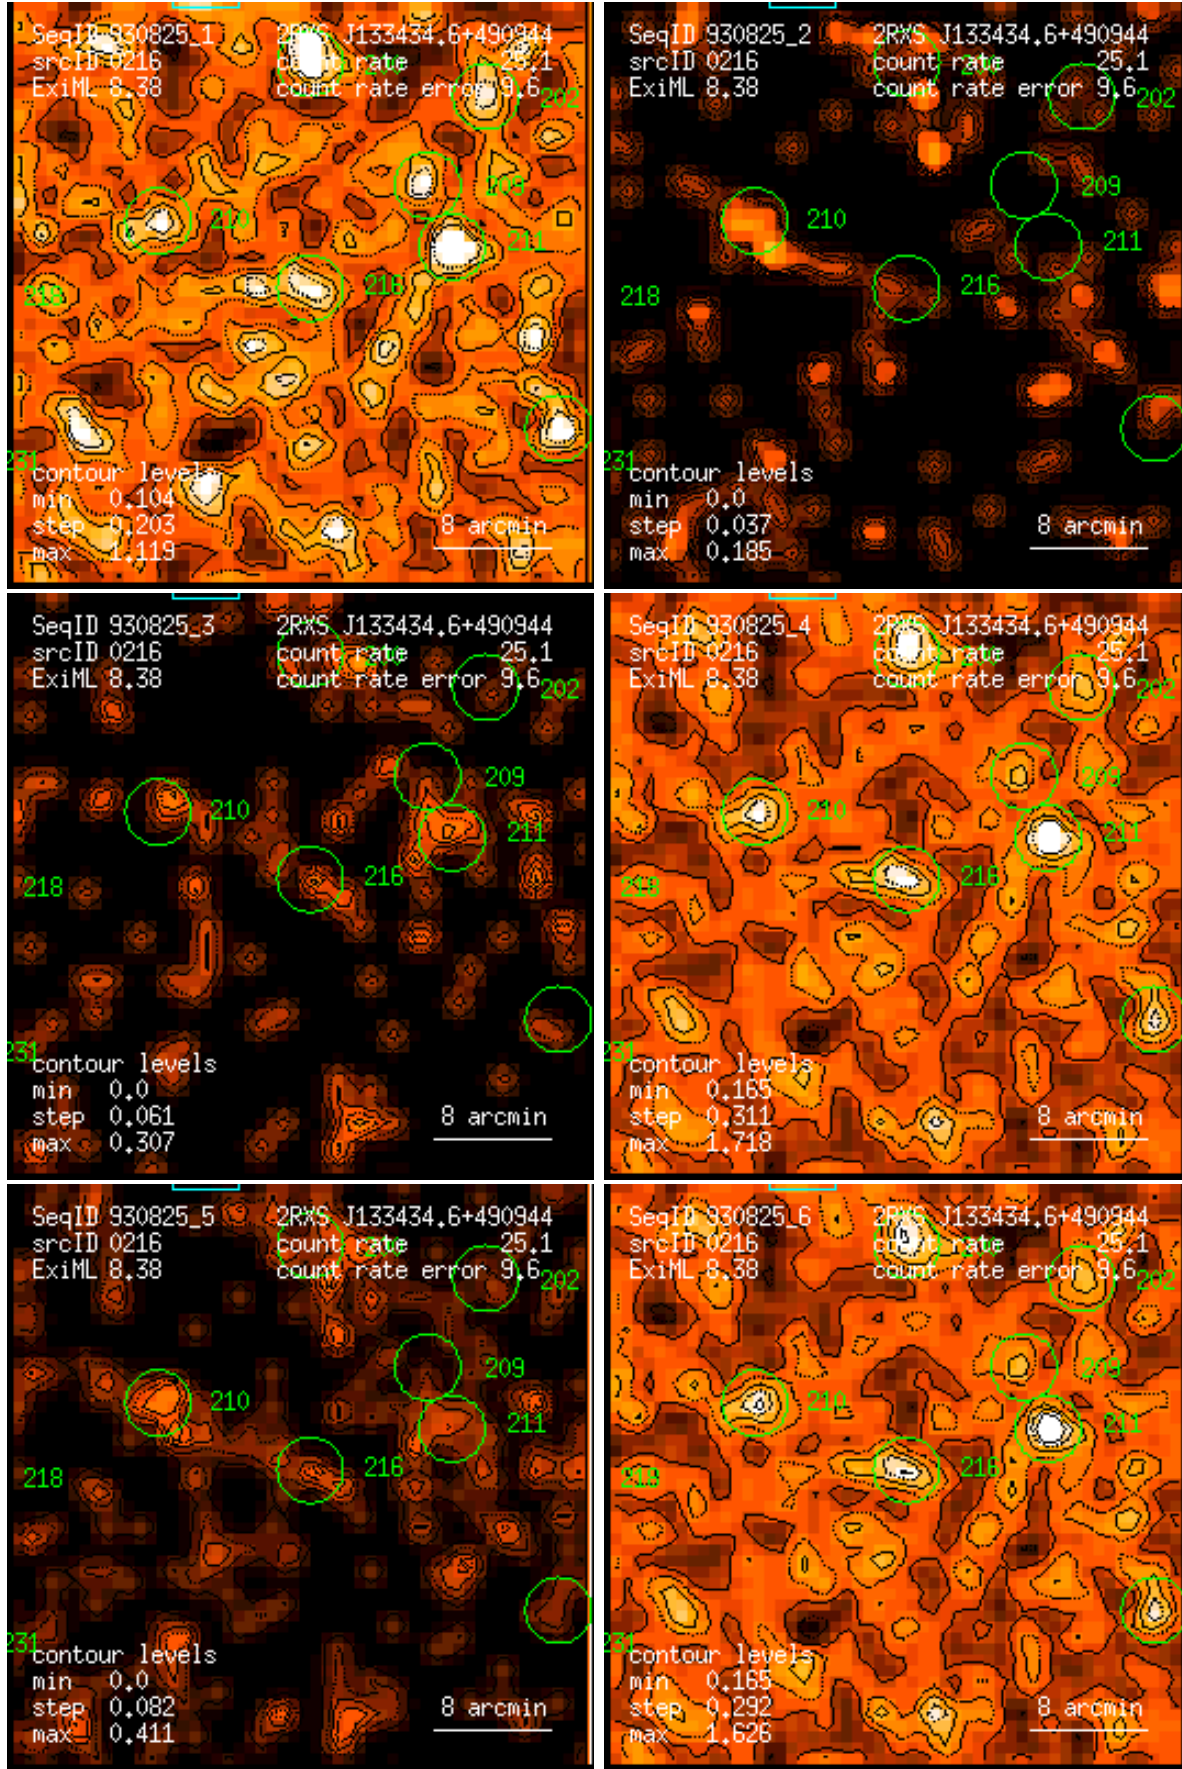 SeqID 930825_1 2RXS J133434.6+490944
srcID 0216 count rate 25.1
ExiML 8.38 count rate error 9.6
202
209
210
211
216
218
231
contour levels
min 0.104
step 0.203
max 1.119
8 arcmin
SeqID 930825_2 2RXS J133434.6+490944
srcID 0216 count rate 25.1
ExiML 8.38 count rate error 9.6
202
209
210
211
216
218
231
contour levels
min 0.0
step 0.037
max 0.185
8 arcmin
SeqID 930825_3 2RXS J133434.6+490944
srcID 0216 count rate 25.1
ExiML 8.38 count rate error 9.6
202
209
210
211
216
218
231
contour levels
min 0.0
step 0.061
max 0.307
8 arcmin
SeqID 930825_4 2RXS J133434.6+490944
srcID 0216 count rate 25.1
ExiML 8.38 count rate error 9.6
202
209
210
211
216
218
231
contour levels
min 0.165
step 0.311
max 1.718
8 arcmin
SeqID 930825_5 2RXS J133434.6+490944
srcID 0216 count rate 25.1
ExiML 8.38 count rate error 9.6
202
209
210
211
216
218
231
contour levels
min 0.0
step 0.082
max 0.411
8 arcmin
SeqID 930825_6 2RXS J133434.6+490944
srcID 0216 count rate 25.1
ExiML 8.38 count rate error 9.6
202
209
210
211
216
218
231
contour levels
min 0.165
step 0.292
max 1.626
8 arcmin